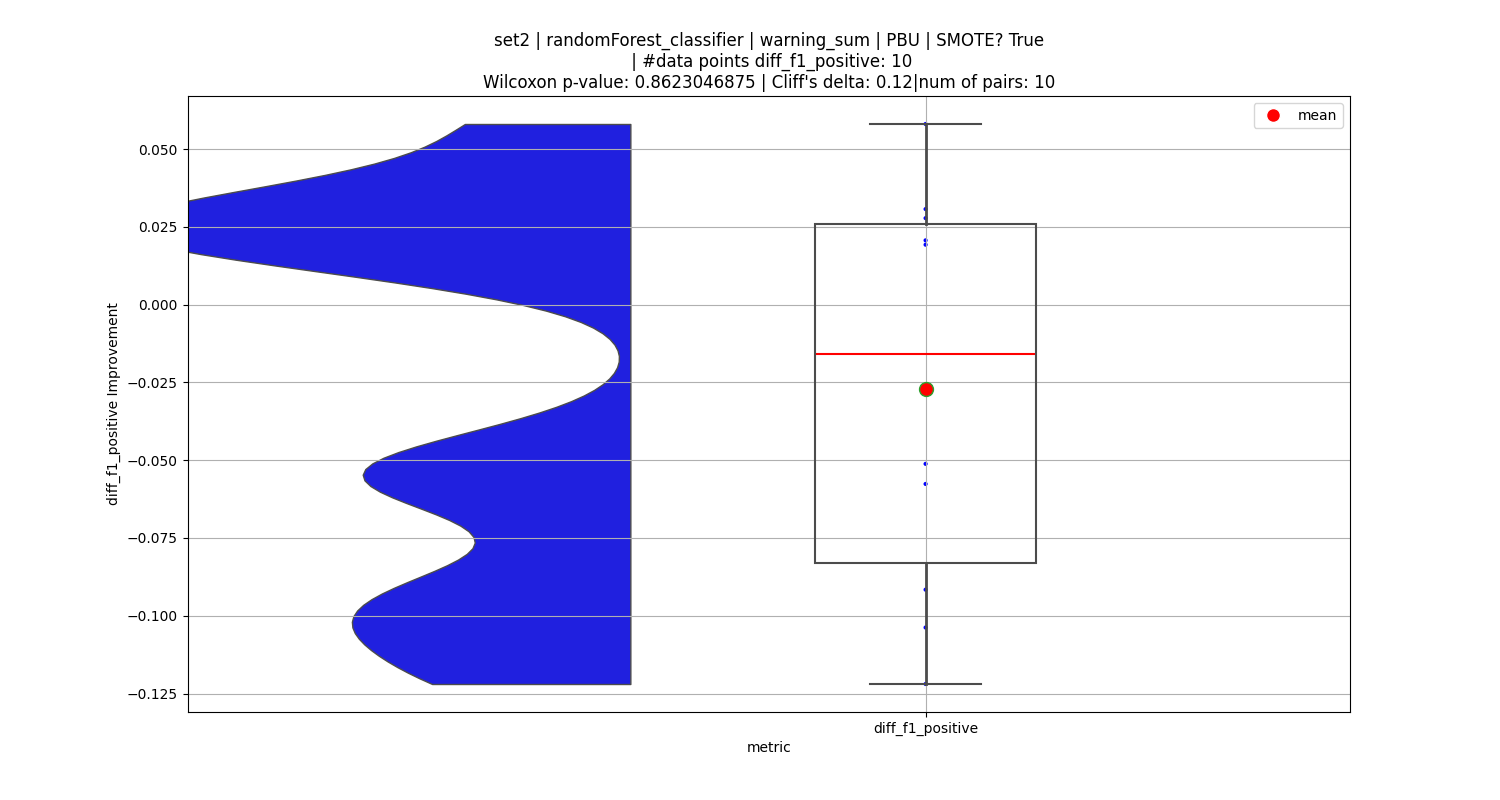 set2 | randomForest_classifier | warning_sum | PBU | SMOTE? True
| #data points diff_f1_positive: 10
Wilcoxon p-value: 0.8623046875 | Cliff's delta: 0.12|num of pairs: 10
mean
0.050
0.025
0.000
−0.025
−0.050
−0.075
−0.100
−0.125
diff_f1_positive Improvement
diff_f1_positive
metric